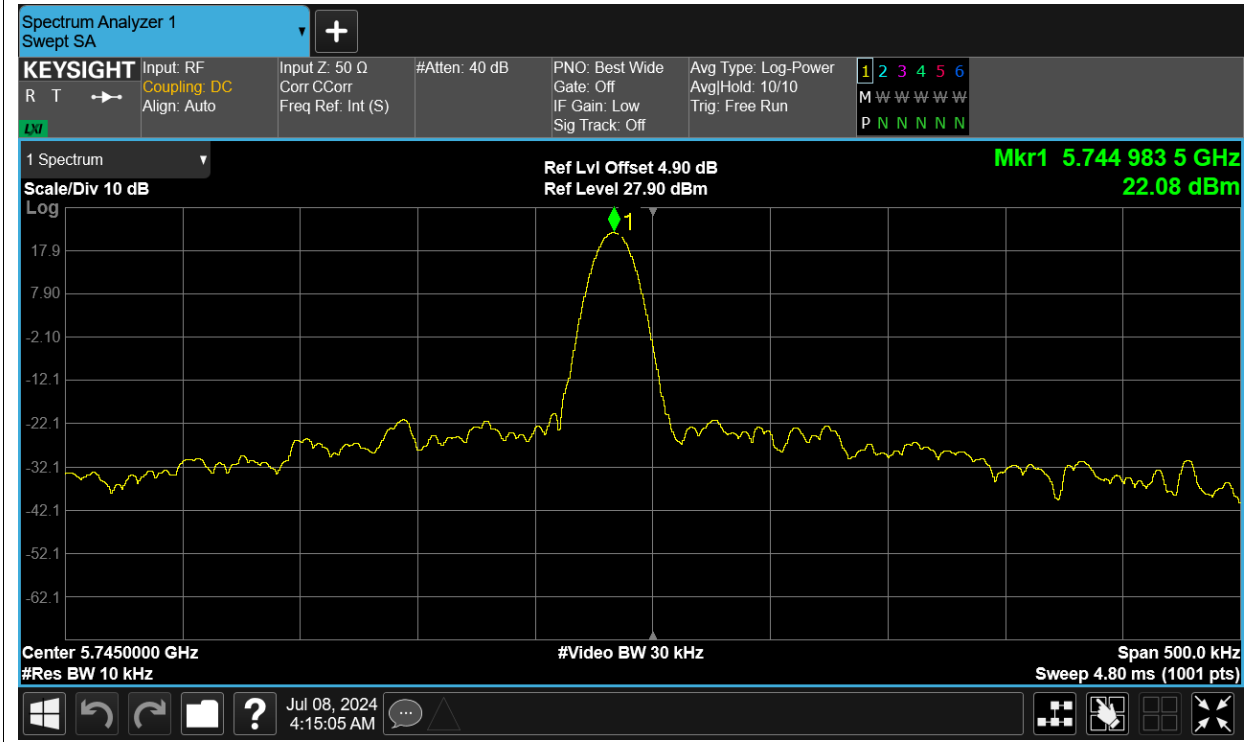 Spectrum Analyzer 1
Swept SA
+
KEYSIGHT
R T
LXI
Input: RF
Coupling: DC
Align: Auto
Input Z: 50 Ω
Corr CCorr
Freq Ref: Int (S)
#Atten: 40 dB
PNO: Best Wide
Gate: Off
IF Gain: Low
Sig Track: Off
Avg Type: Log-Power
Avg|Hold: 10/10
Trig: Free Run
1 2 3 4 5 6
M W W W W W
P N N N N N
1 Spectrum
Scale/Div 10 dB
Log
Ref Lvl Offset 4.90 dB
Ref Level 27.90 dBm
Mkr1 5.744 983 5 GHz
22.08 dBm
1
17.9
7.90
-2.10
-12.1
-22.1
-32.1
-42.1
-52.1
-62.1
Center 5.7450000 GHz
#Res BW 10 kHz
#Video BW 30 kHz
Span 500.0 kHz
Sweep 4.80 ms (1001 pts)
?
Jul 08, 2024
4:15:05 AM